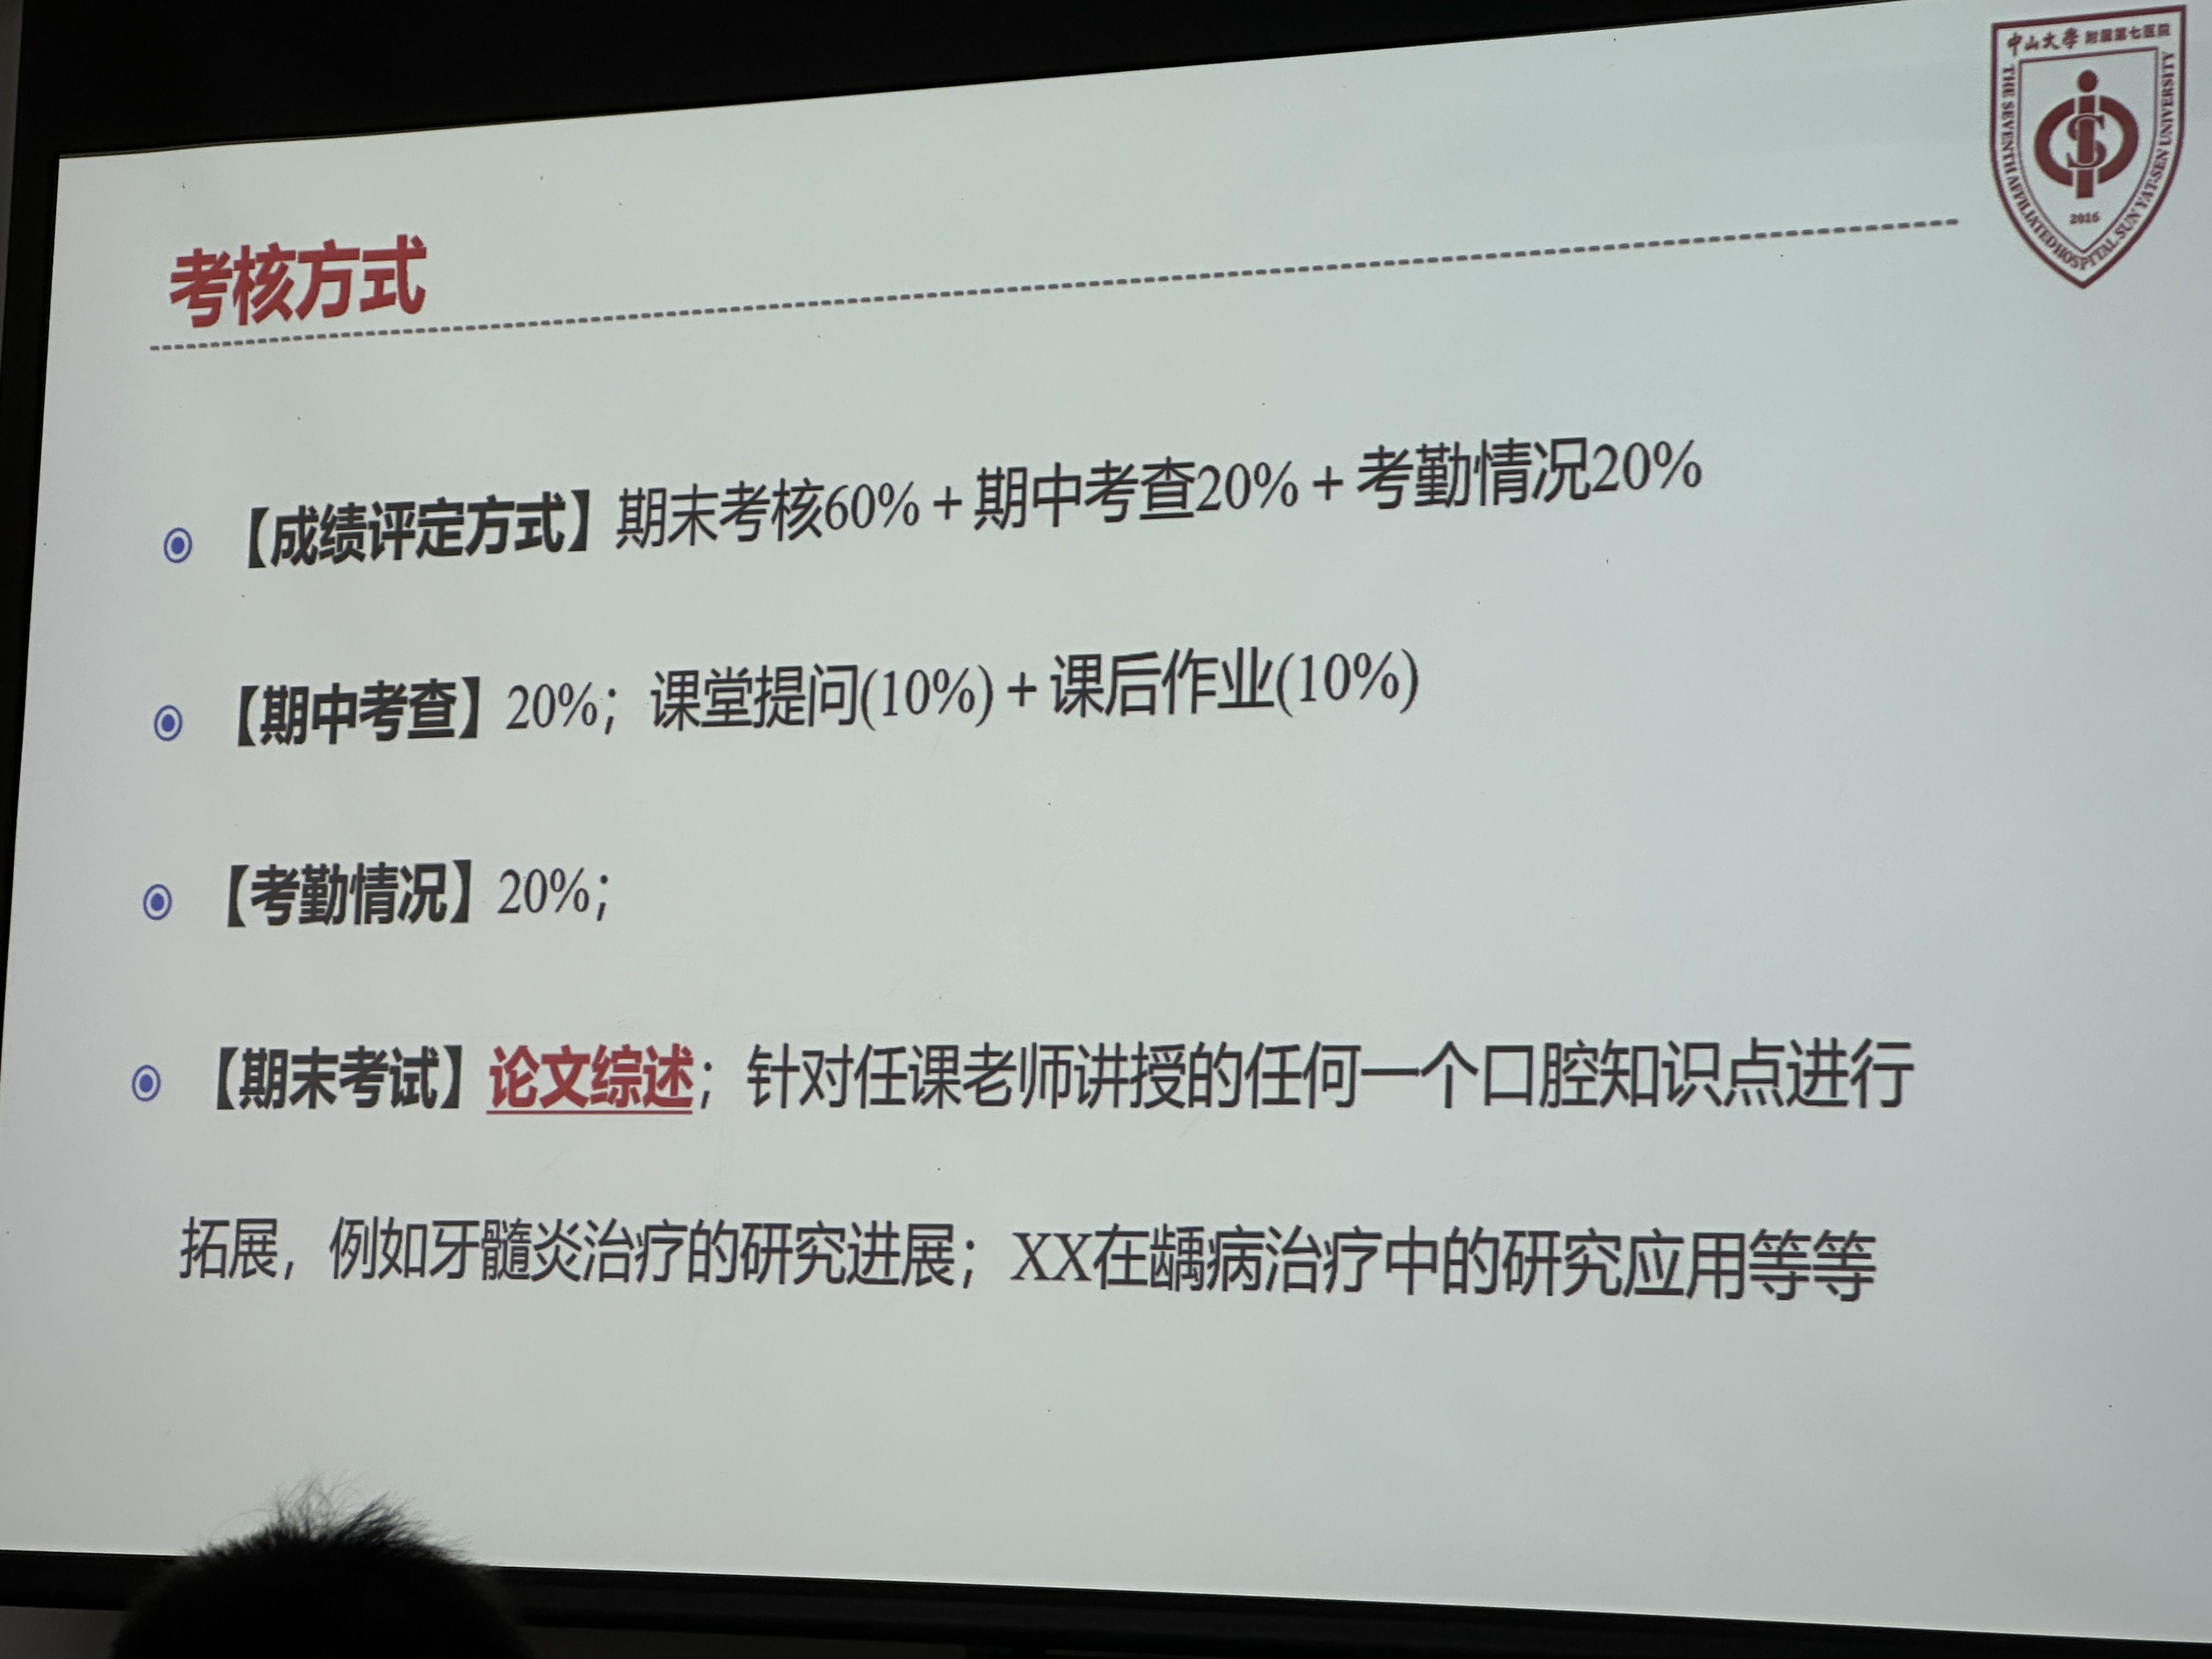 中山大學 附属第七医院
THE SEVENTH AFFILIATED HOSPITAL SUN YAT-SEN UNIVERSITY
2016
考核方式
【成绩评定方式】期末考核60% + 期中考查20% + 考勤情况20%
【期中考查】20%；课堂提问(10%) + 课后作业(10%)
【考勤情况】20%；
【期末考试】论文综述；针对任课老师讲授的任何一个口腔知识点进行
拓展，例如牙髓炎治疗的研究进展；XX在龋病治疗中的研究应用等等